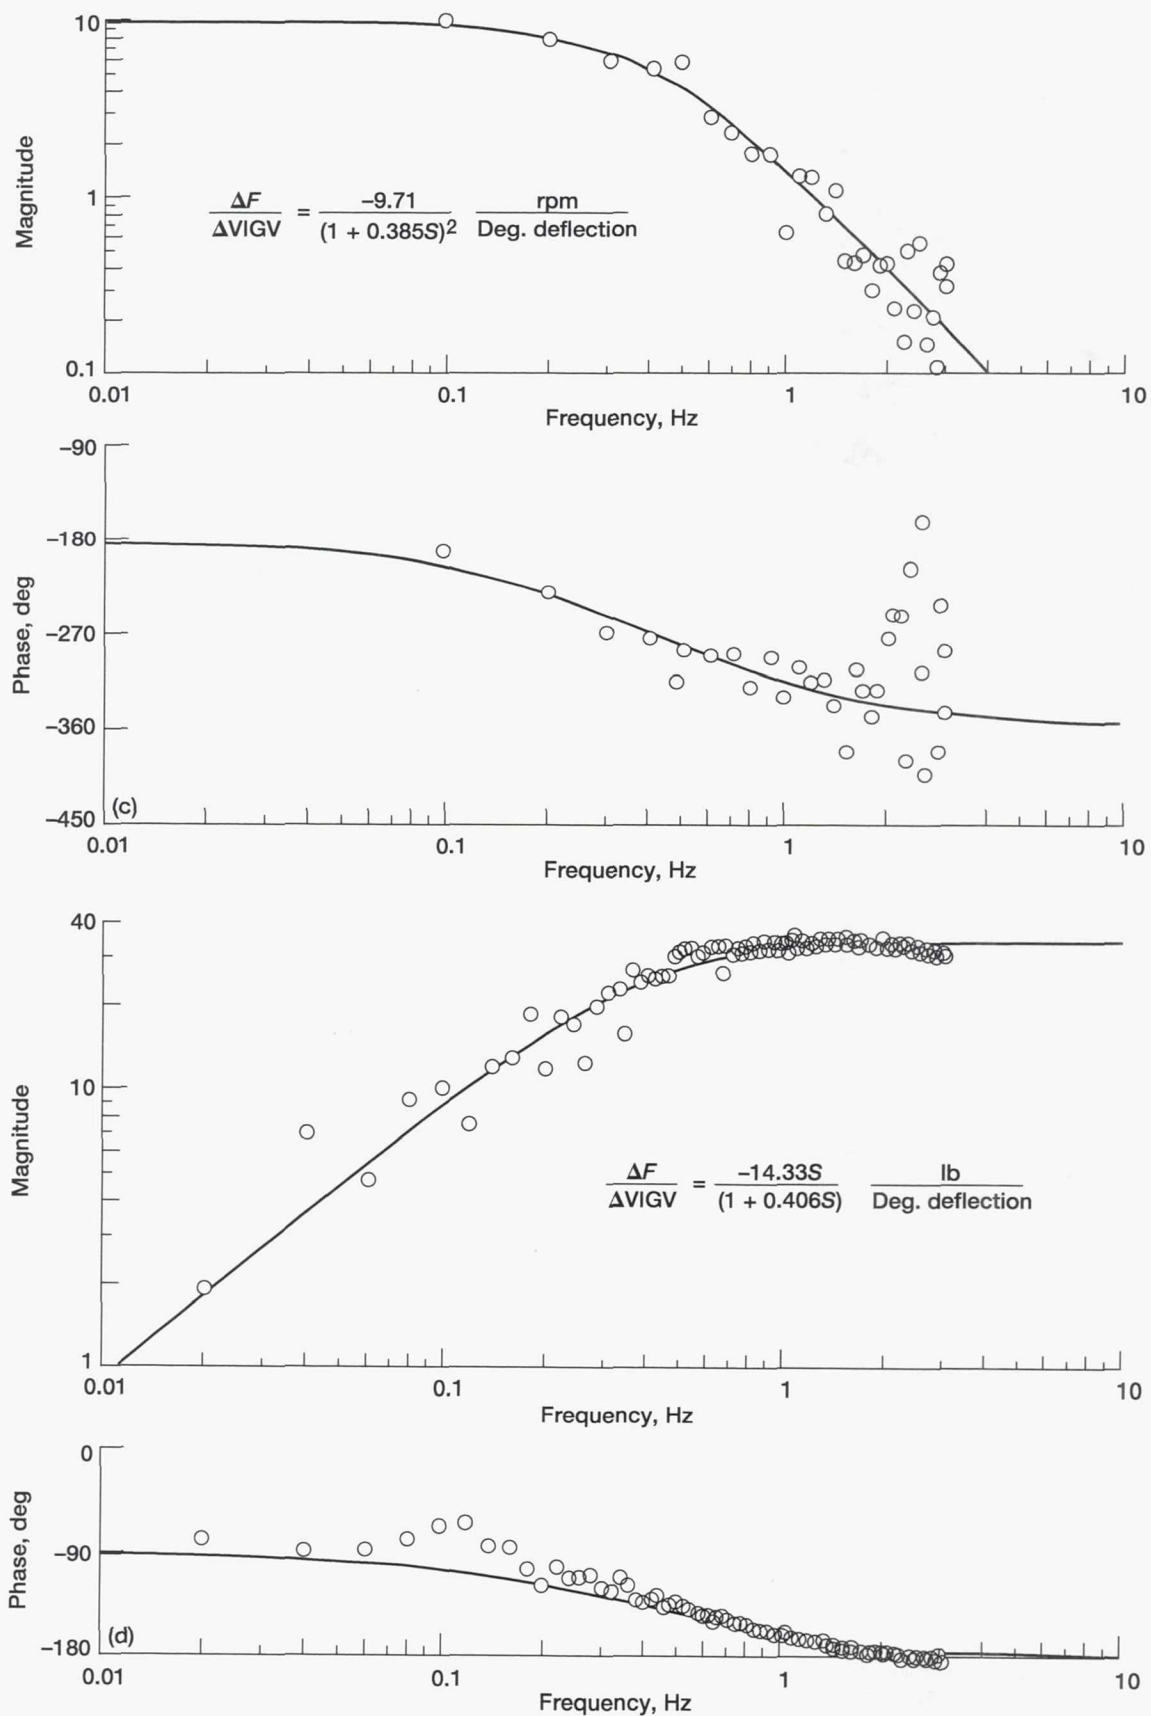 10
1
0.1
Magnitude
ΔF/ΔVIGV = –9.71/(1 + 0.385S)² rpm/Deg. deflection
0.01 0.1 1 10
Frequency, Hz
–90
–180
–270
–360
–450
Phase, deg
(c)
0.01 0.1 1 10
Frequency, Hz
40
10
1
Magnitude
ΔF/ΔVIGV = –14.33S/(1 + 0.406S) lb/Deg. deflection
0.01 0.1 1 10
Frequency, Hz
0
–90
–180
Phase, deg
(d)
0.01 0.1 1 10
Frequency, Hz